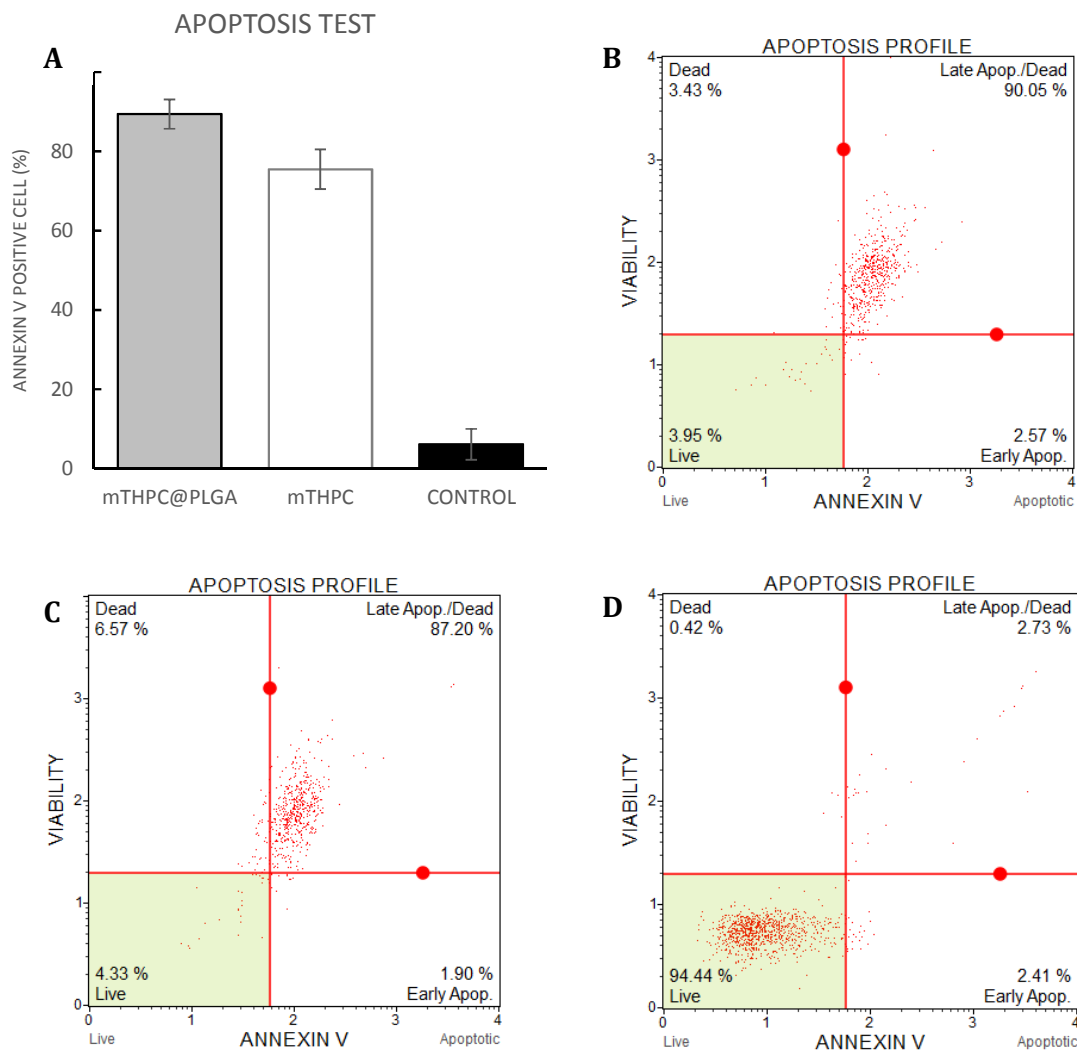 APOPTOSIS TEST
A
ANNEXIN V POSITIVE CELL (%)
80
60
40
20
0
mTHPC@PLGA mTHPC CONTROL
B
APOPTOSIS PROFILE
Dead Late Apop./Dead
3.43 % 90.05 %
VIABILITY
4
3
2
1
0
3.95 % 2.57 %
Live Early Apop.
0 1 2 3 4
Live ANNEXIN V Apoptotic
C
APOPTOSIS PROFILE
Dead Late Apop./Dead
6.57 % 87.20 %
VIABILITY
3
2
1
0
4.33 % 1.90 %
Live Early Apop.
0 1 2 3 4
Live ANNEXIN V Apoptotic
D
APOPTOSIS PROFILE
Dead Late Apop./Dead
0.42 % 2.73 %
VIABILITY
4
3
2
1
0
94.44 % 2.41 %
Live Early Apop.
0 1 2 3 4
Live ANNEXIN V Apoptotic